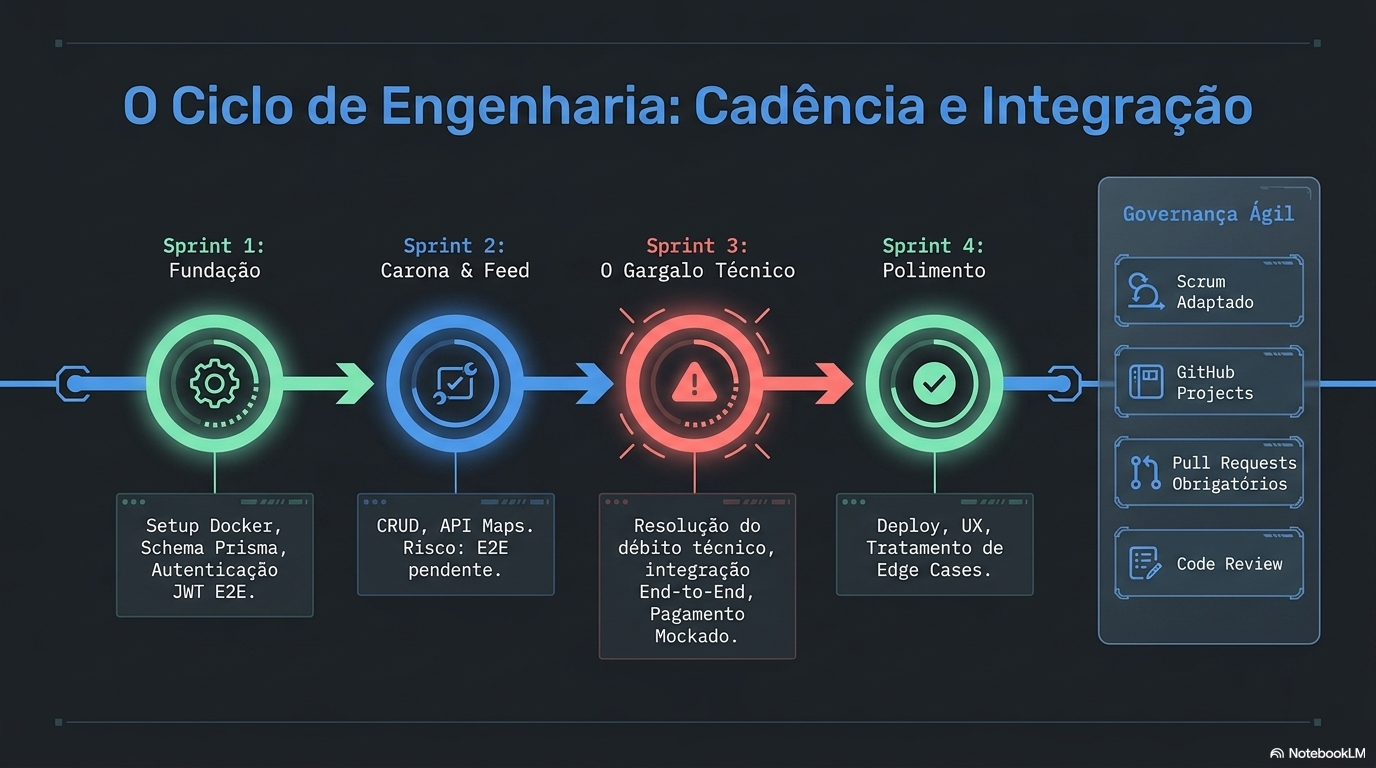 O Ciclo de Engenharia: Cadência e Integração
Sprint 1:
Fundação
Setup Docker,
Schema Prisma,
Autenticação
JWT E2E.
Sprint 2:
Carona & Feed
CRUD, API Maps.
Risco: E2E
pendente.
Sprint 3:
O Gargalo Técnico
Resolução do
débito técnico,
integração
End-to-End,
Pagamento
Mockado.
Sprint 4:
Polimento
Deploy, UX,
Tratamento de
Edge Cases.
Governança Ágil
Scrum
Adaptado
GitHub
Projects
Pull Requests
Obrigatórios
Code Review
NotebookLM